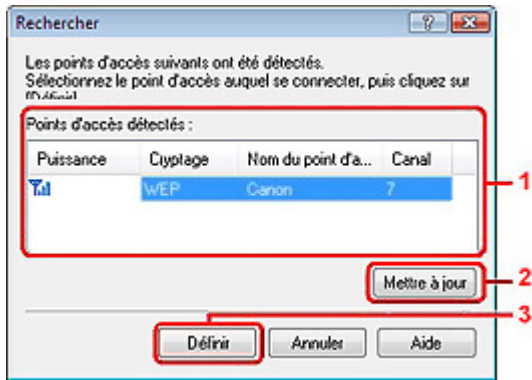 Rechercher
Les points d'accès suivants ont été détectés.
Sélectionnez le point d'accès auquel se connecter, puis cliquez sur
[Définir].
Points d'accès détectés :
Puissance Cryptage Nom du point d'a... Canal
WEP Canon 7
1
Mettre à jour
2
3
Définir Annuler Aide